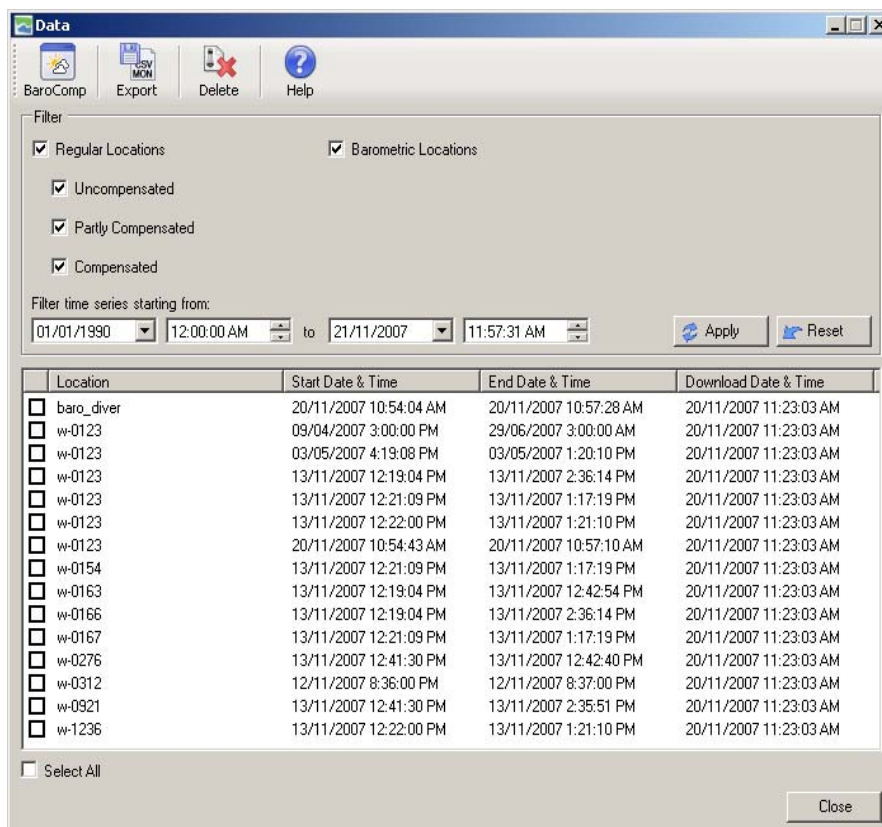 Data
BaroComp Export Delete Help
CSV
MON
Filter
Regular Locations Barometric Locations
Uncompensated
Partly Compensated
Compensated
Filter time series starting from:
01/01/1990 12:00:00 AM to 21/11/2007 11:57:31 AM Apply Reset
Location Start Date & Time End Date & Time Download Date & Time
baro_diver 20/11/2007 10:54:04 AM 20/11/2007 10:57:28 AM 20/11/2007 11:23:03 AM
w-0123 09/04/2007 3:00:00 PM 29/06/2007 3:00:00 AM 20/11/2007 11:23:03 AM
w-0123 03/05/2007 4:19:08 PM 03/05/2007 1:20:10 PM 20/11/2007 11:23:03 AM
w-0123 13/11/2007 12:19:04 PM 13/11/2007 2:36:14 PM 20/11/2007 11:23:03 AM
w-0123 13/11/2007 12:21:09 PM 13/11/2007 1:17:19 PM 20/11/2007 11:23:03 AM
w-0123 13/11/2007 12:22:00 PM 13/11/2007 1:21:10 PM 20/11/2007 11:23:03 AM
w-0123 20/11/2007 10:54:43 AM 20/11/2007 10:57:10 AM 20/11/2007 11:23:03 AM
w-0154 13/11/2007 12:21:09 PM 13/11/2007 1:17:19 PM 20/11/2007 11:23:03 AM
w-0163 13/11/2007 12:19:04 PM 13/11/2007 12:42:54 PM 20/11/2007 11:23:03 AM
w-0166 13/11/2007 12:19:04 PM 13/11/2007 2:36:14 PM 20/11/2007 11:23:03 AM
w-0167 13/11/2007 12:21:09 PM 13/11/2007 1:17:19 PM 20/11/2007 11:23:03 AM
w-0276 13/11/2007 12:41:30 PM 13/11/2007 12:42:40 PM 20/11/2007 11:23:03 AM
w-0312 12/11/2007 8:36:00 PM 12/11/2007 8:37:00 PM 20/11/2007 11:23:03 AM
w-0921 13/11/2007 12:41:30 PM 13/11/2007 2:35:51 PM 20/11/2007 11:23:03 AM
w-1236 13/11/2007 12:22:00 PM 13/11/2007 1:21:10 PM 20/11/2007 11:23:03 AM
Select All
Close